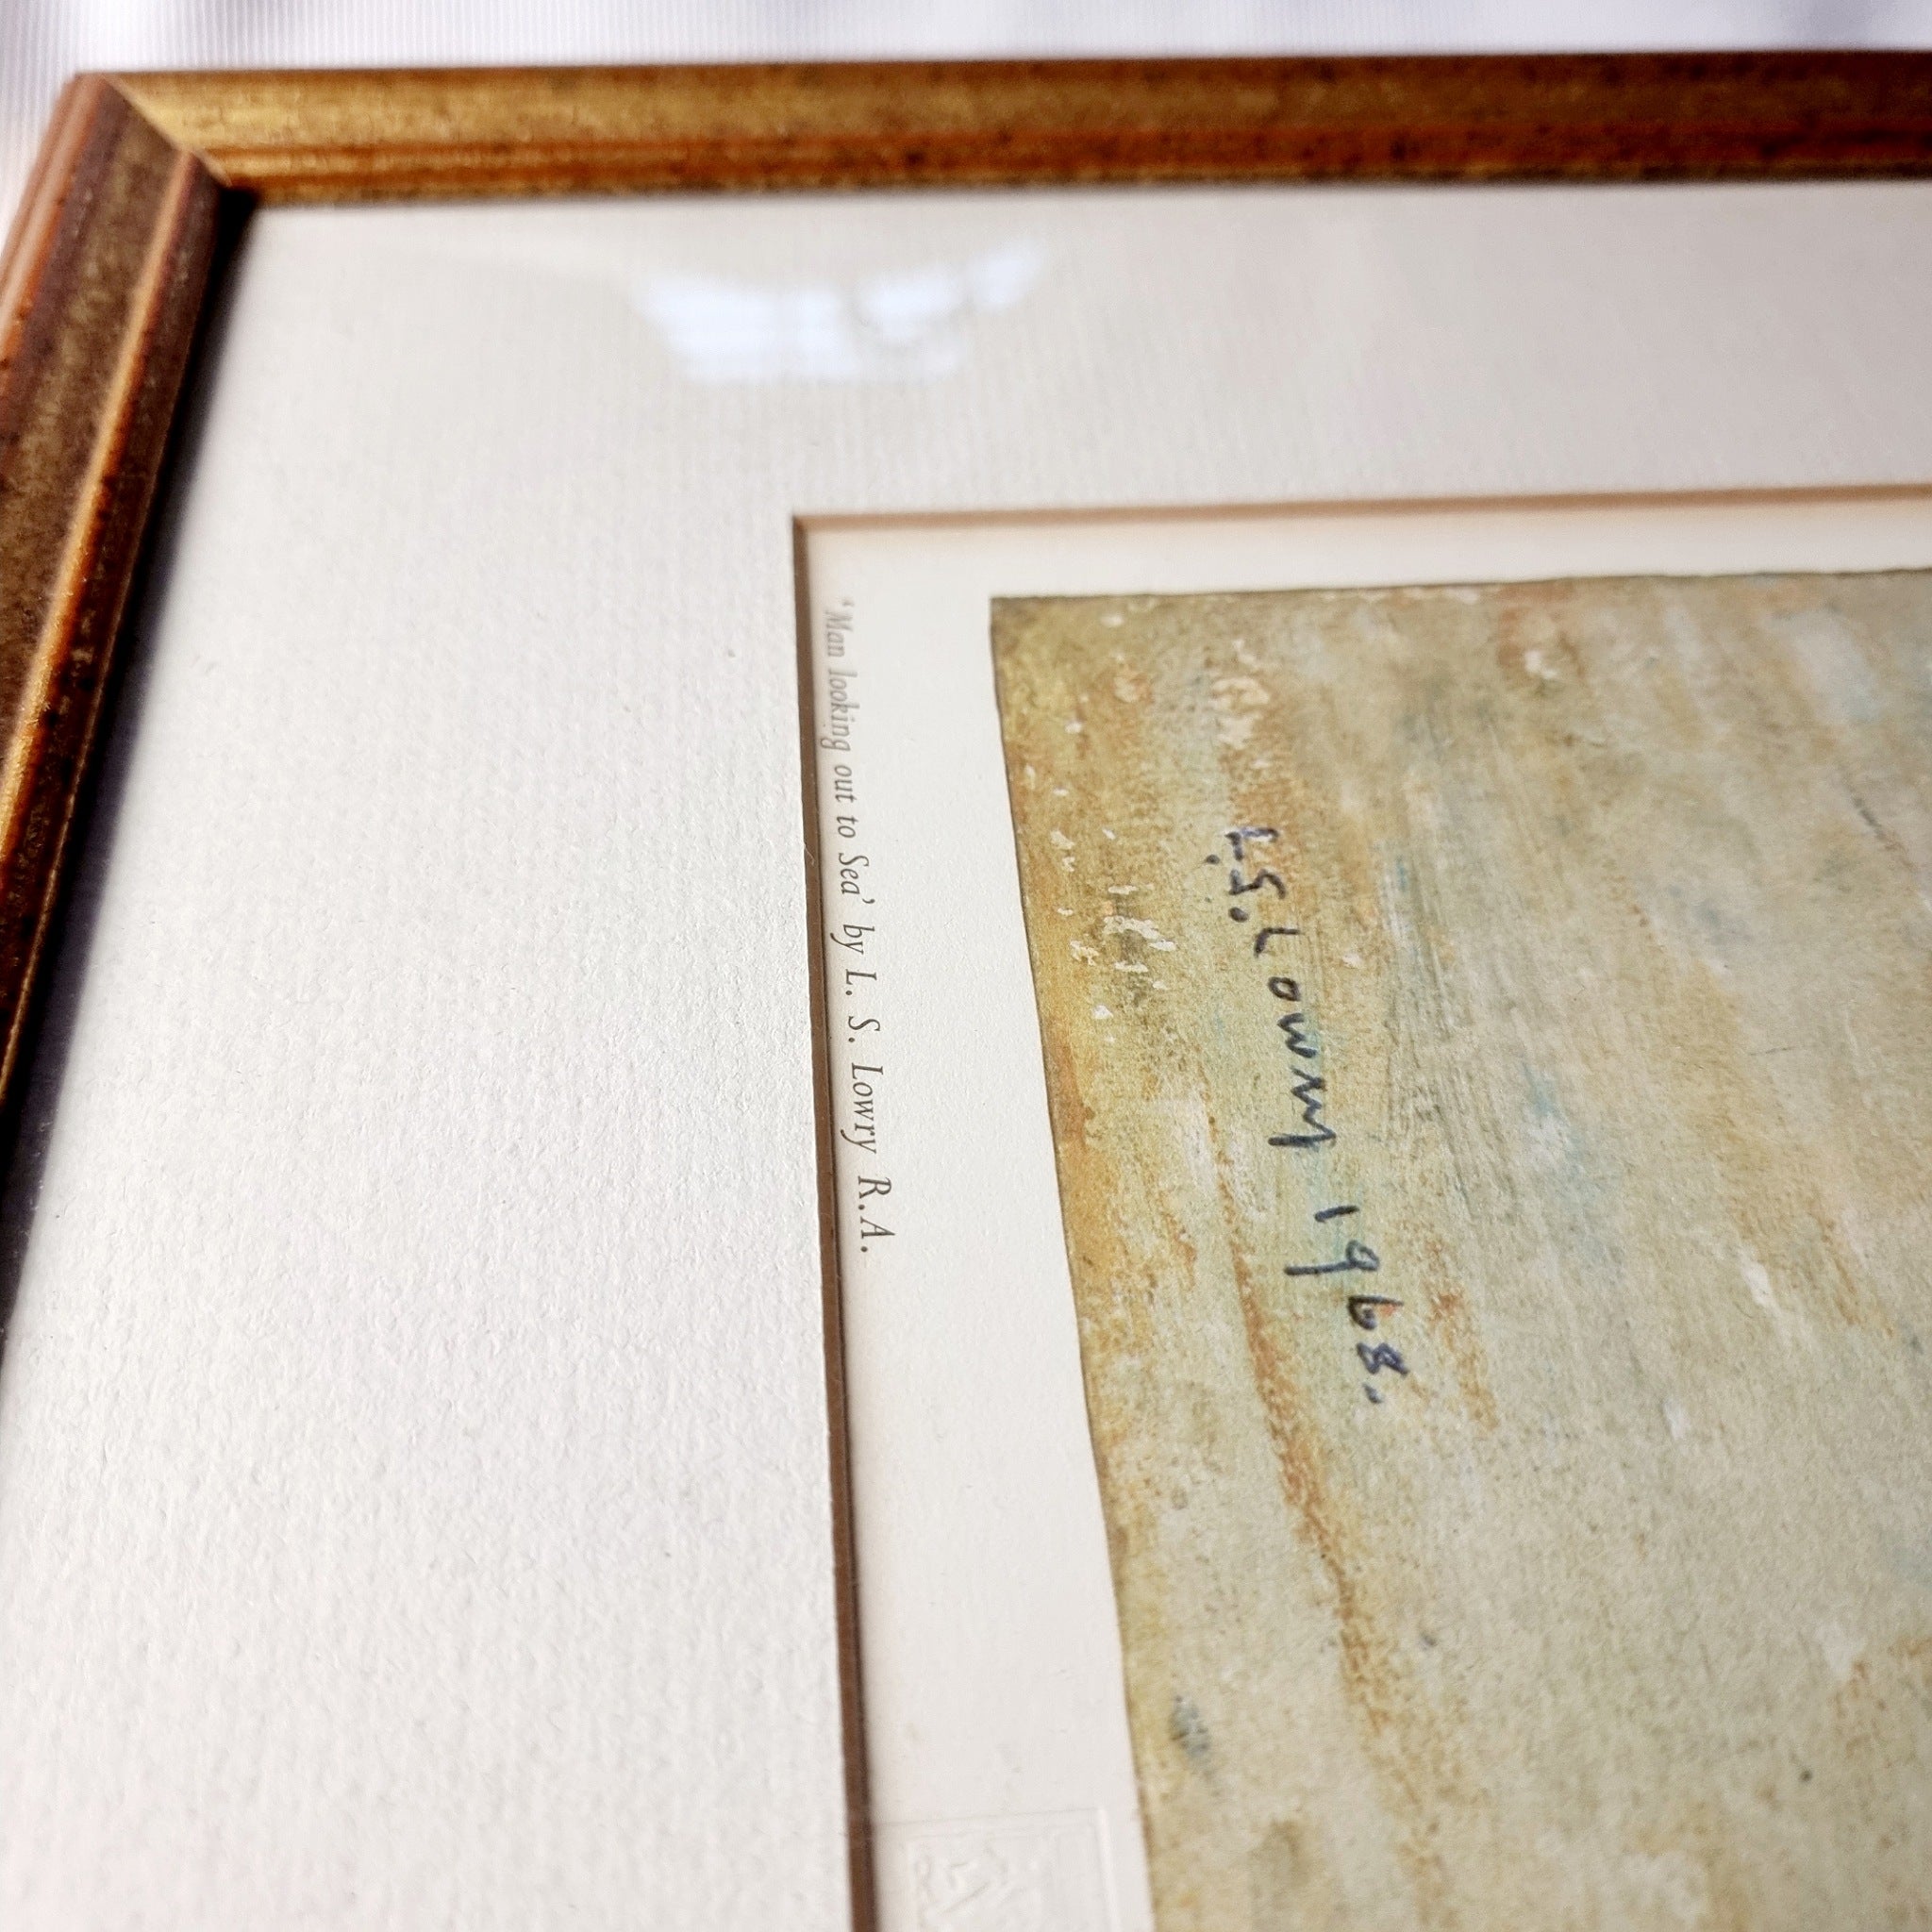 L.S. Lowry 1968.
'Man looking out to Sea' by L. S. Lowry R.A.